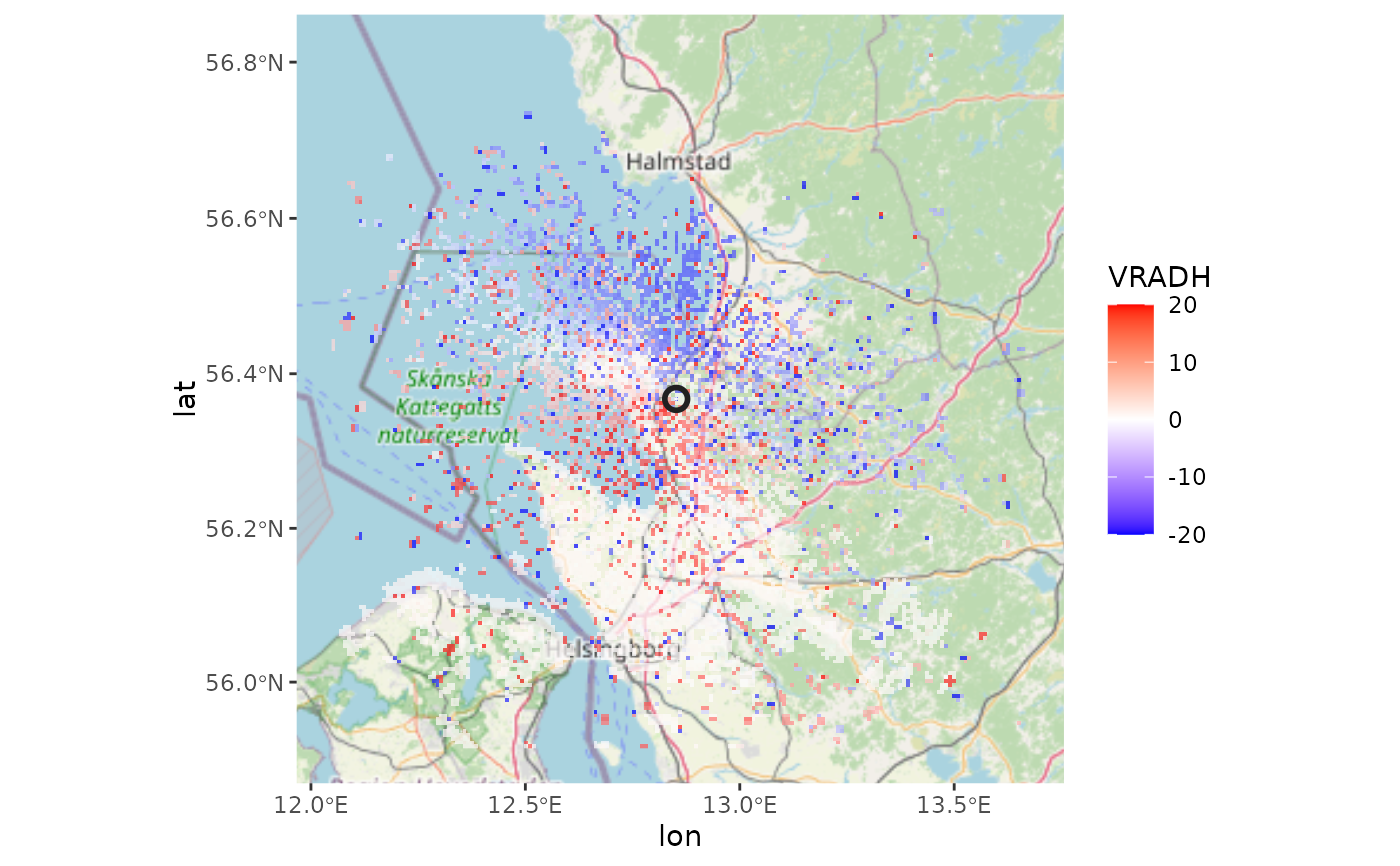 56.8°N
56.6°N
56.4°N
56.2°N
56.0°N
lat
Halmstad
Skånska
Kattegatts
naturreservat
Helsingborg
12.0°E
12.5°E
13.0°E
13.5°E
lon
VRADH
20
10
0
-10
-20